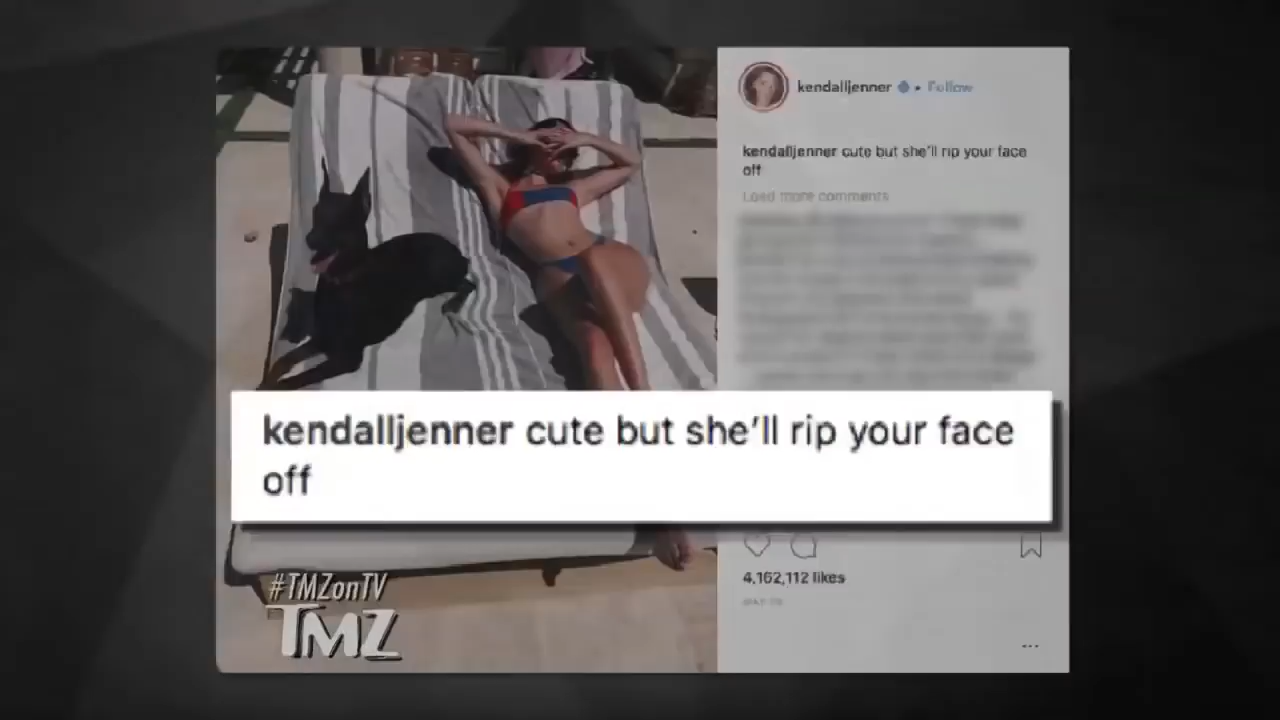 kendalljenner • Follow
kendalljenner cute but she'll rip your face
off
Load more comments
kendalljenner cute but she'll rip your face
off
4,162,112 likes
#TMZonTV
TMZ